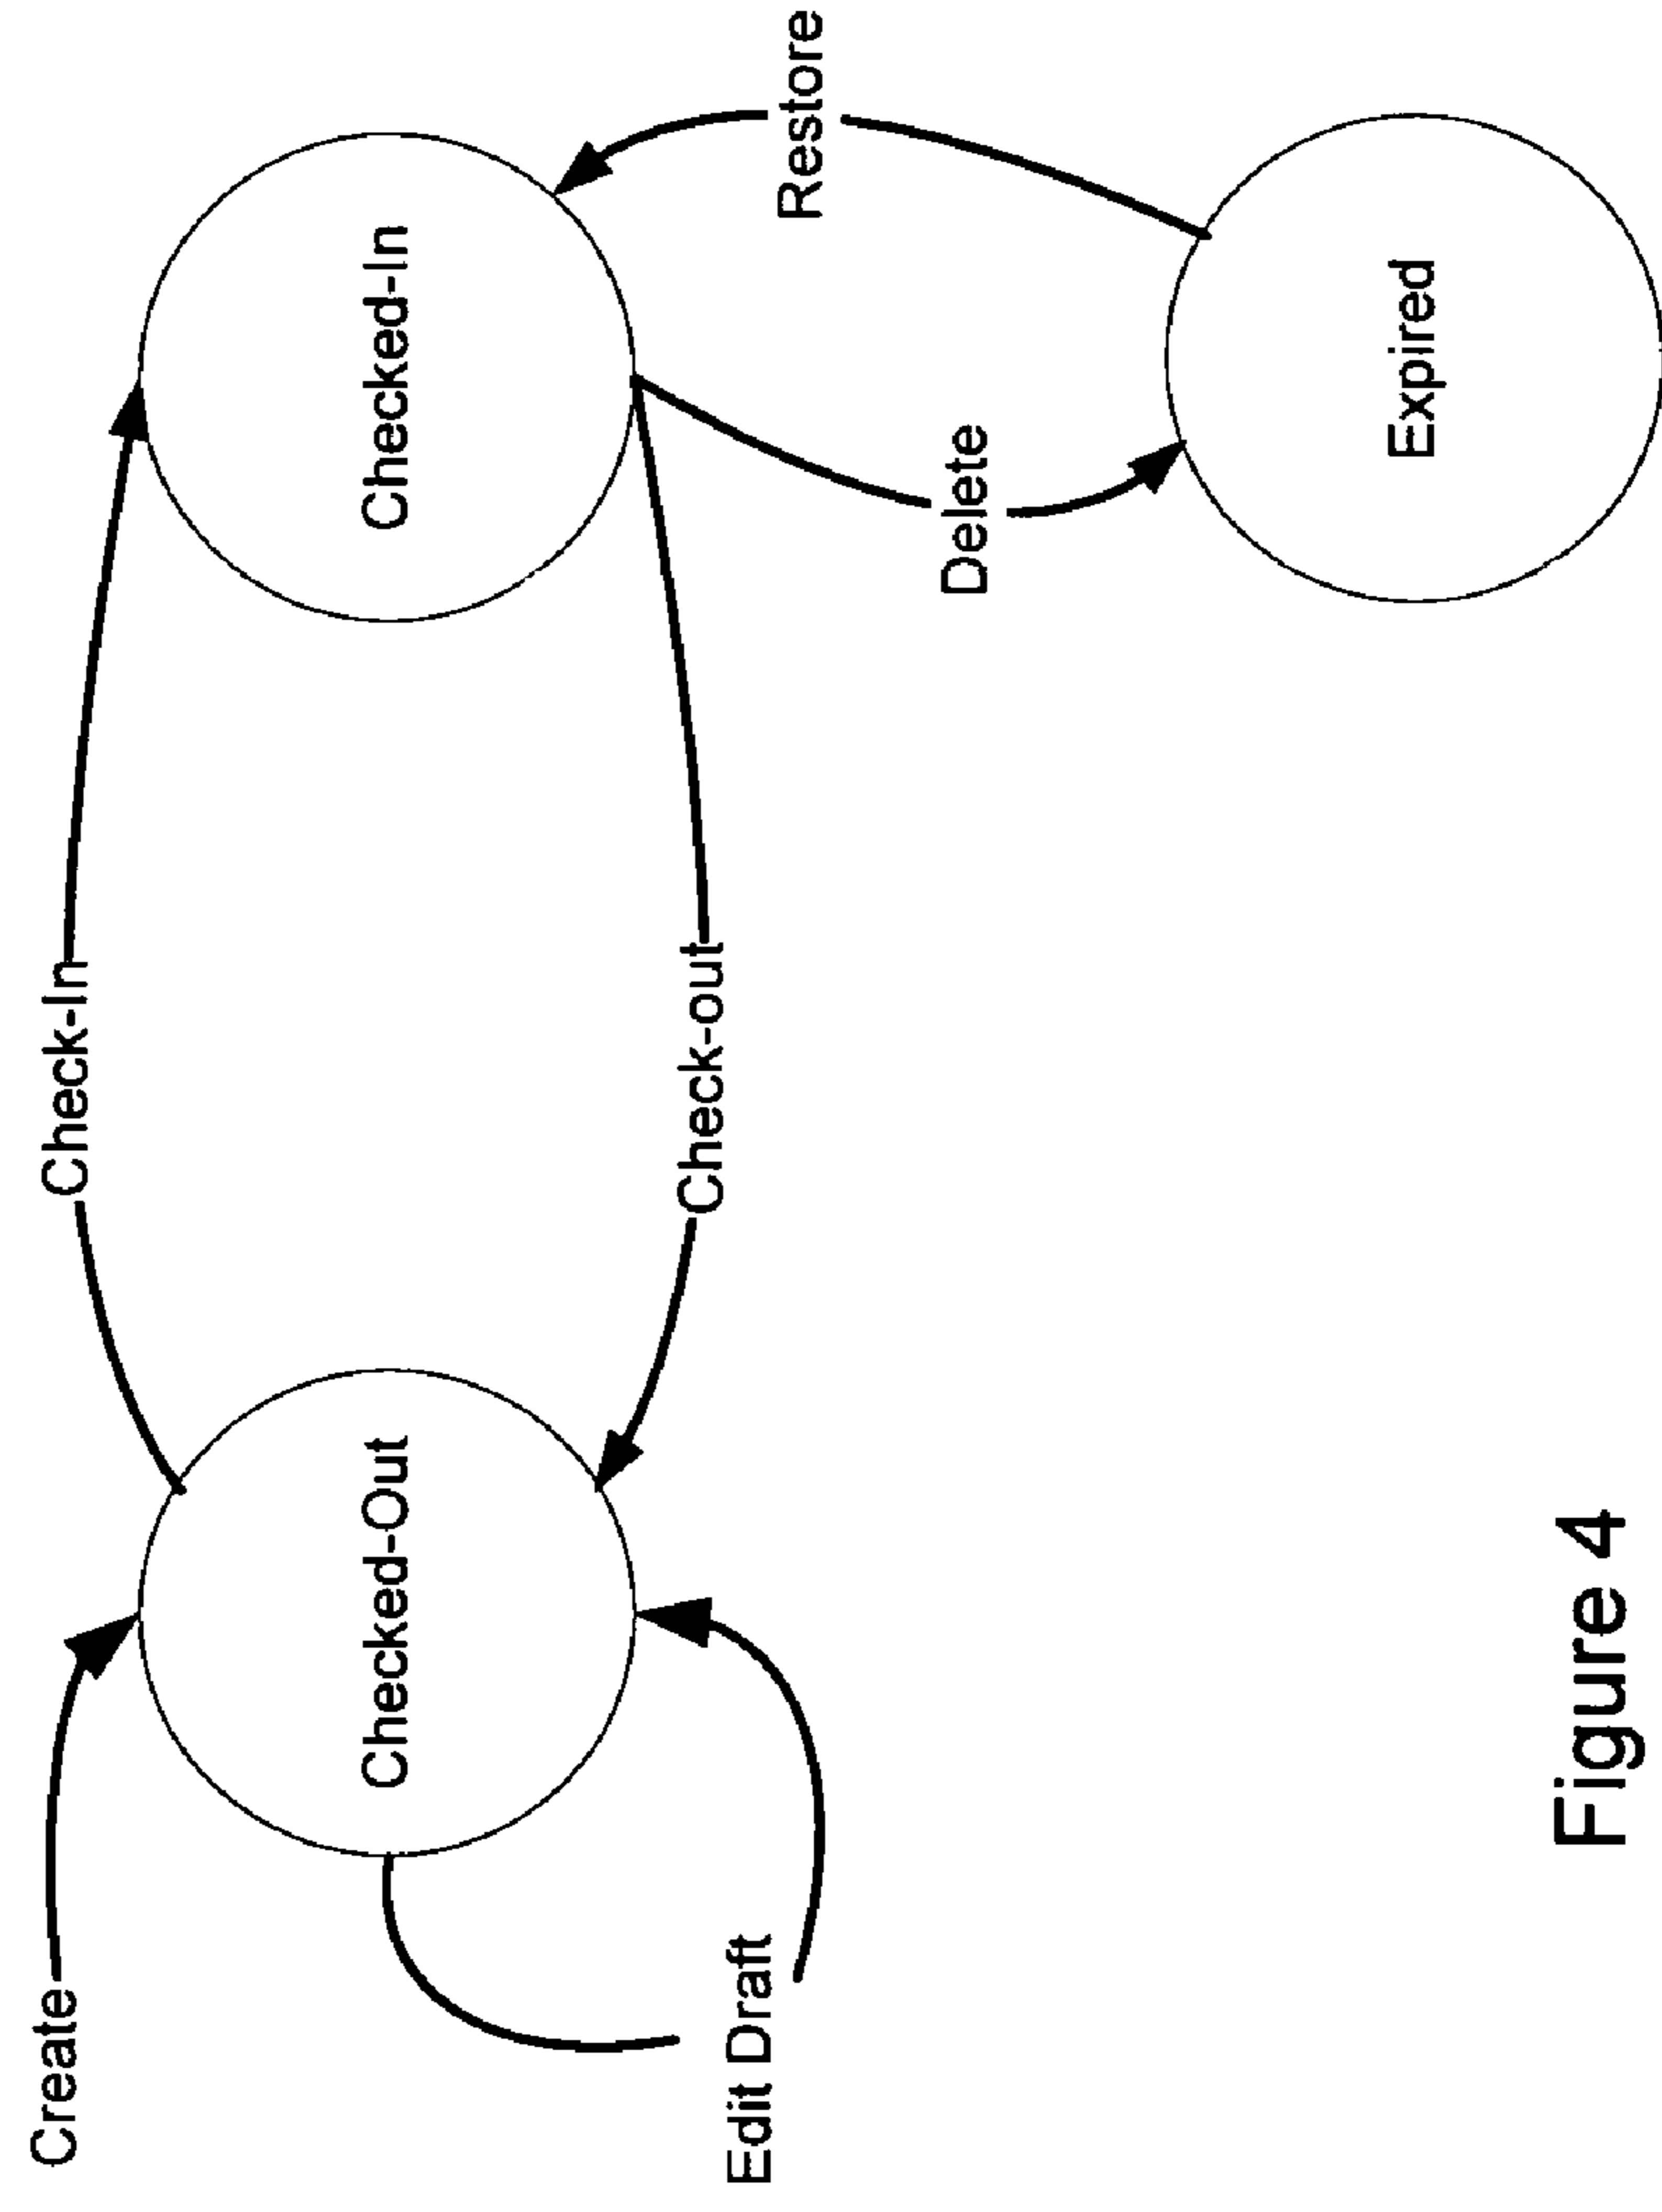 Create
Check-In
Checked-Out
Checked-In
Edit Draft
Check-out
Restore
Delete
Expired
Figure 4